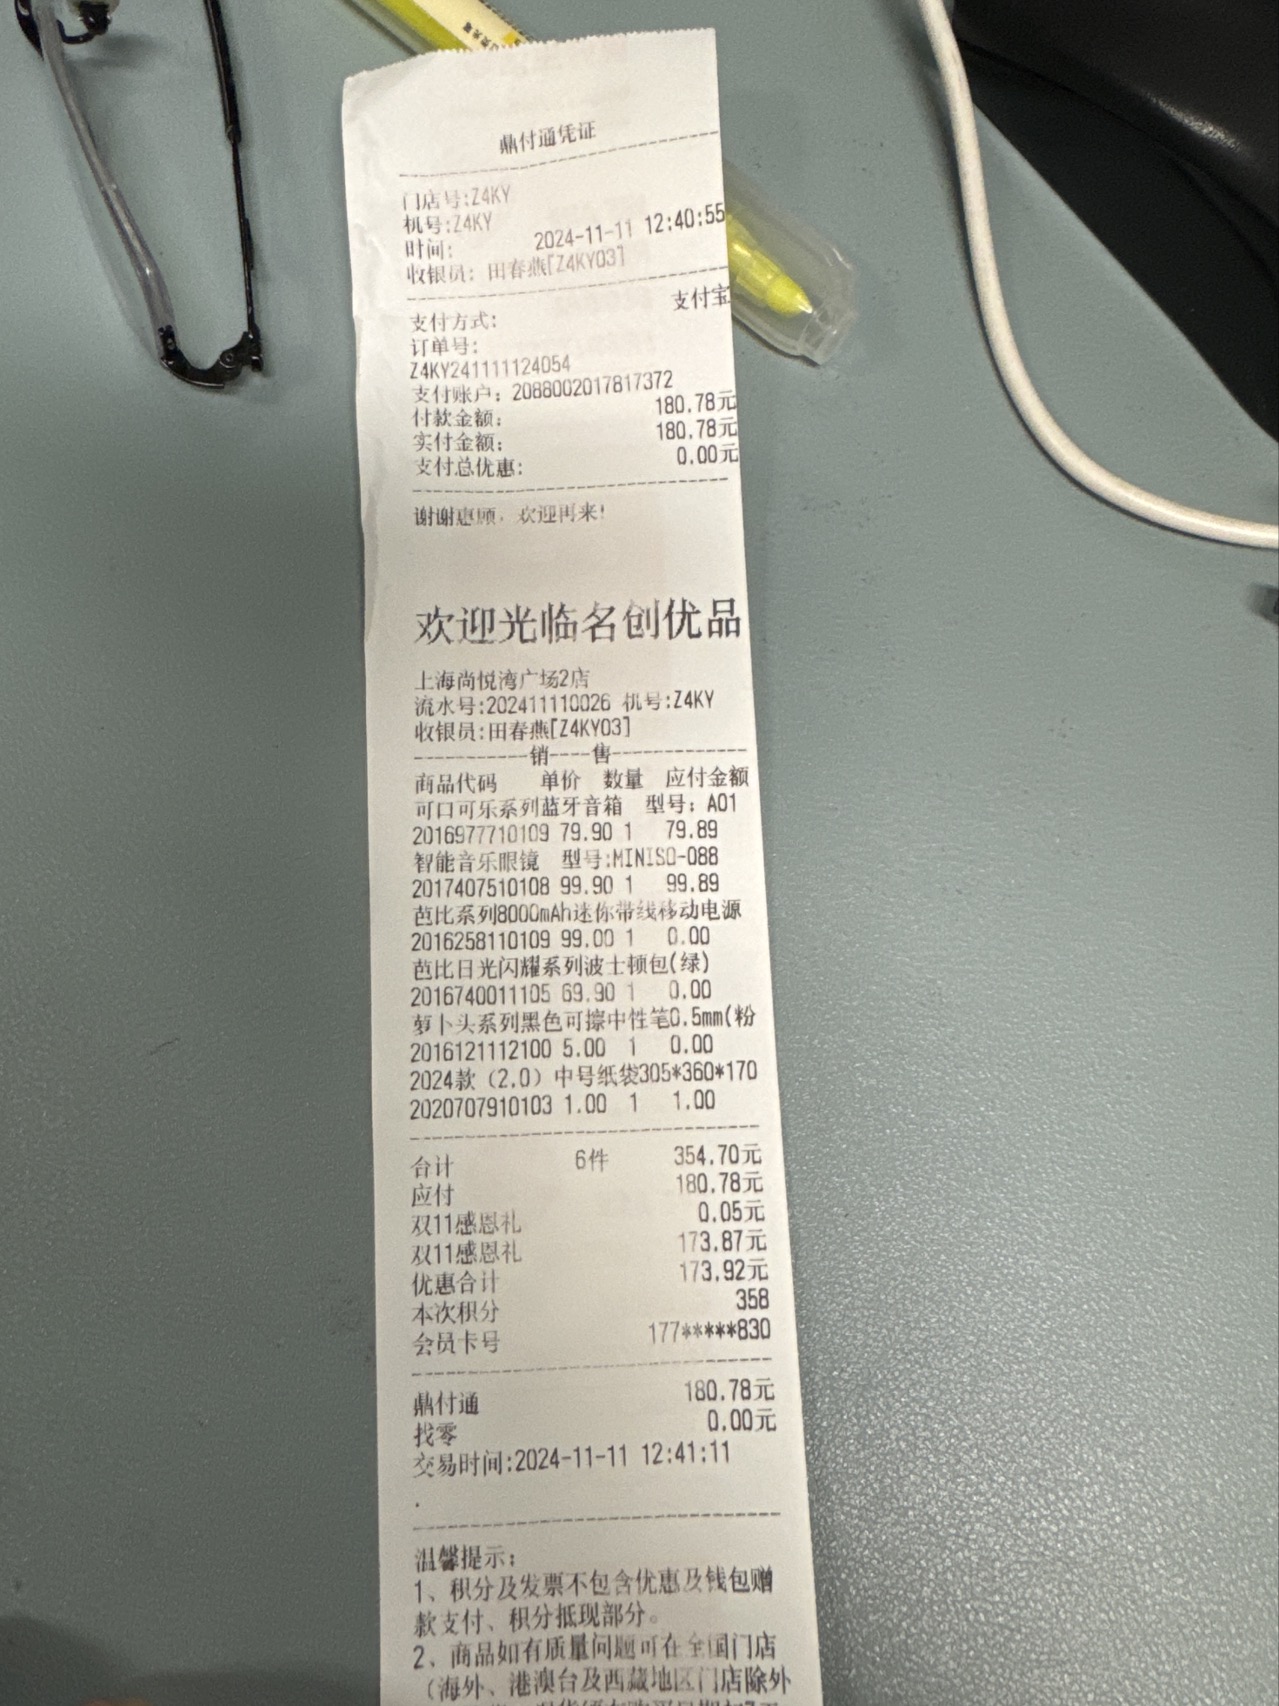 鼎付通凭证
门店号:Z4KY
机号:Z4KY
时间: 2024-11-11 12:40:55
收银员: 田春燕[Z4KY03]
支付方式: 支付宝
订单号:
Z4KY241111124054
支付账户: 2088002017817372
付款金额: 180.78元
实付金额: 180.78元
支付总优惠: 0.00元
谢谢惠顾，欢迎再来!
欢迎光临名创优品
上海尚悦湾广场2店
流水号:202411110026 机号:Z4KY
收银员:田春燕[Z4KY03]
-----------销----售-------------
商品代码 单价 数量 应付金额
可口可乐系列蓝牙音箱 型号: A01
2016977710109 79.90 1 79.89
智能音乐眼镜 型号:MINISO-088
2017407510108 99.90 1 99.89
芭比系列8000mAh迷你带线移动电源
2016258110109 99.00 1 0.00
芭比日光闪耀系列波士顿包(绿)
2016740011105 69.90 1 0.00
萝卜头系列黑色可擦中性笔0.5mm(粉
2016121112100 5.00 1 0.00
2024款（2.0）中号纸袋305*360*170
2020707910103 1.00 1 1.00
合计 6件 354.70元
应付 180.78元
双11感恩礼 0.05元
双11感恩礼 173.87元
优惠合计 173.92元
本次积分 358
会员卡号 177*****830
鼎付通 180.78元
找零 0.00元
交易时间:2024-11-11 12:41:11
.
温馨提示:
1、积分及发票不包含优惠及钱包赠
款支付、积分抵现部分。
2、商品如有质量问题可在全国门店
（海外、港澳台及西藏地区门店除外